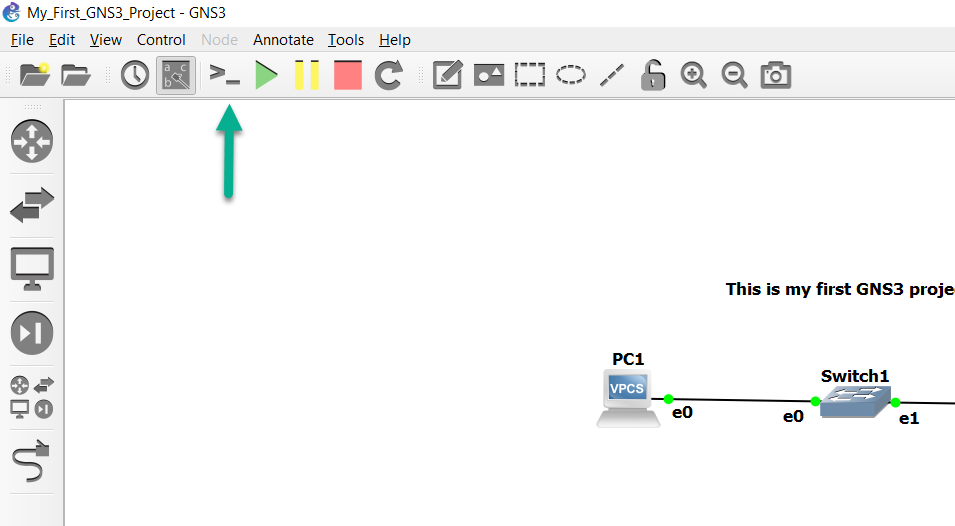 My_First_GNS3_Project - GNS3
File Edit View Control Node Annotate Tools Help
a c
b
>_
This is my first GNS3 proje
PC1
VPCS
Switch1
e0
e0
e1